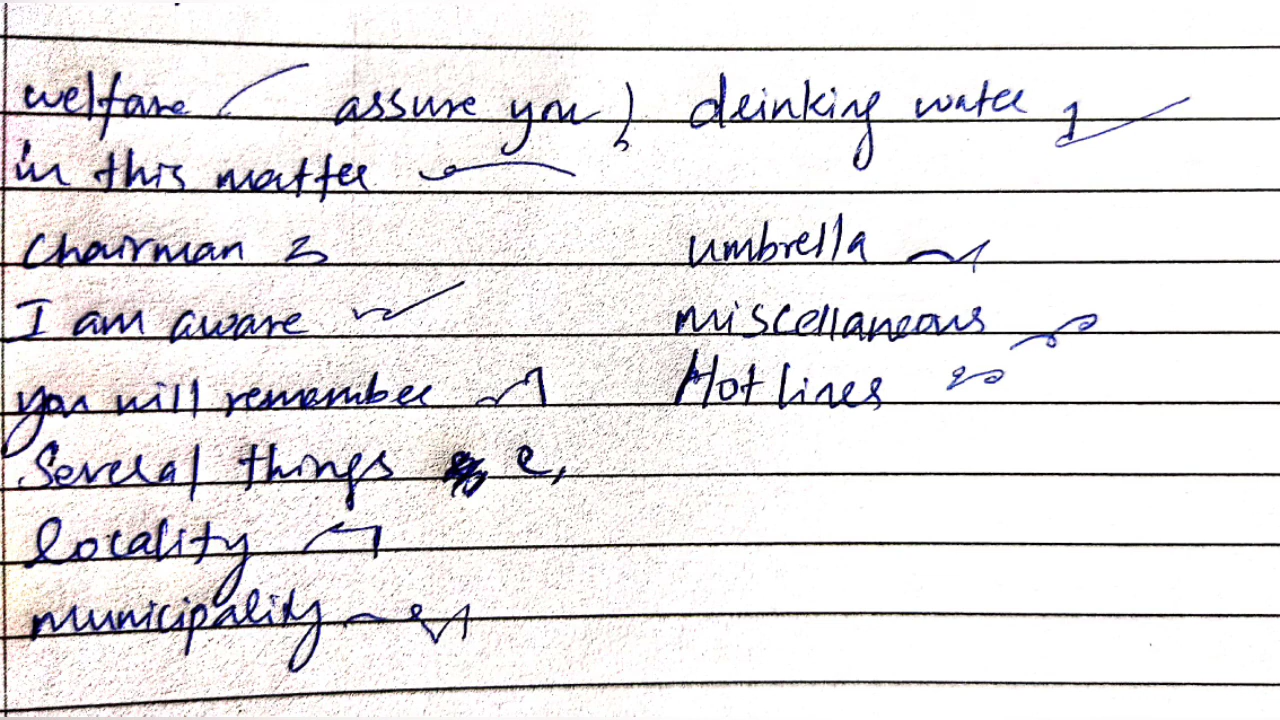 welfare assure you drinking water
in this matter
Chairman umbrella
I am aware miscellaneous
you will remember Hot lines
Several things
locality
municipality